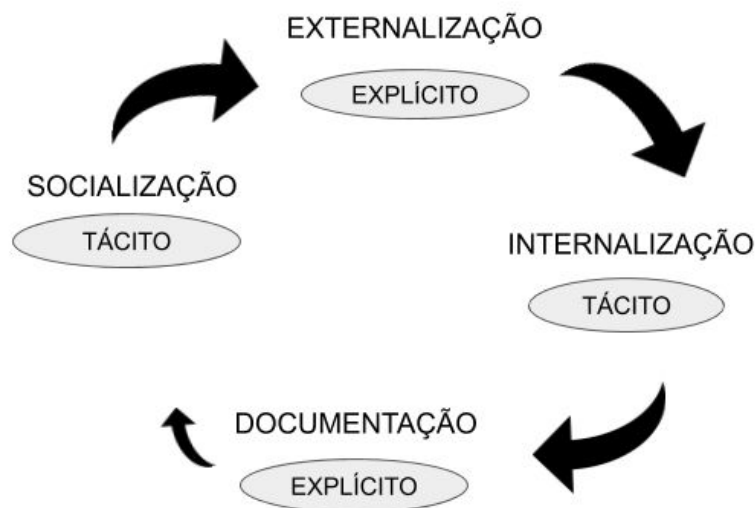 EXTERNALIZAÇÃO
EXPLÍCITO
SOCIALIZAÇÃO
TÁCITO
INTERNALIZAÇÃO
TÁCITO
DOCUMENTAÇÃO
EXPLÍCITO